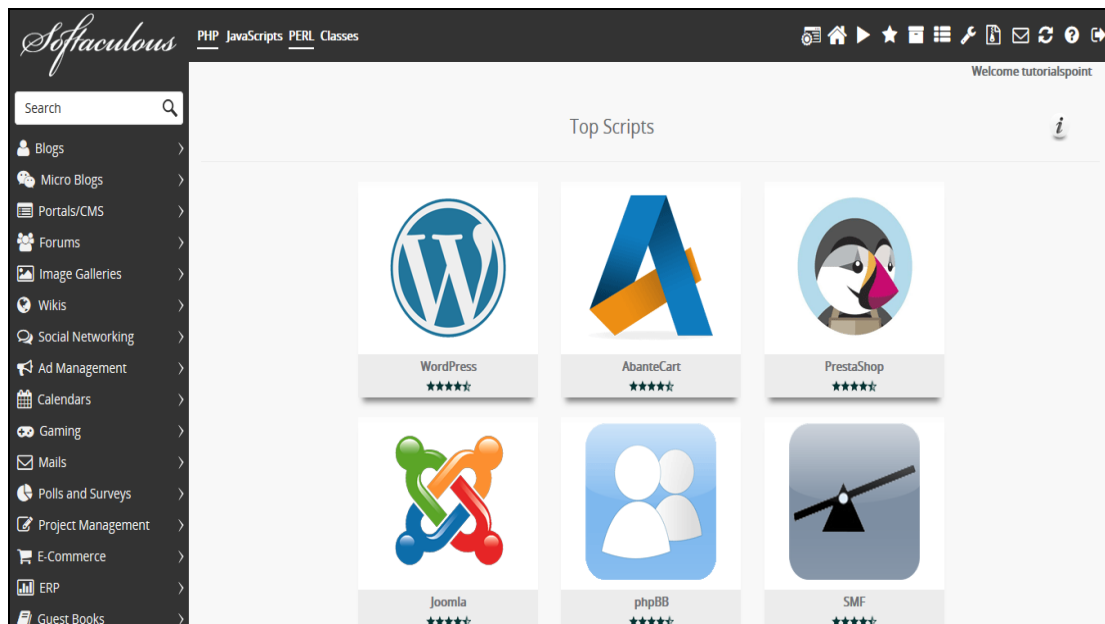 Softaculous
PHP JavaScripts PERL Classes
Welcome tutorialspoint
Search
Blogs
Micro Blogs
Portals/CMS
Forums
Image Galleries
Wikis
Social Networking
Ad Management
Calendars
Gaming
Mails
Polls and Surveys
Project Management
E-Commerce
ERP
Guest Books
Top Scripts
i
W
WordPress
AbanteCart
PrestaShop
Joomla
phpBB
SMF